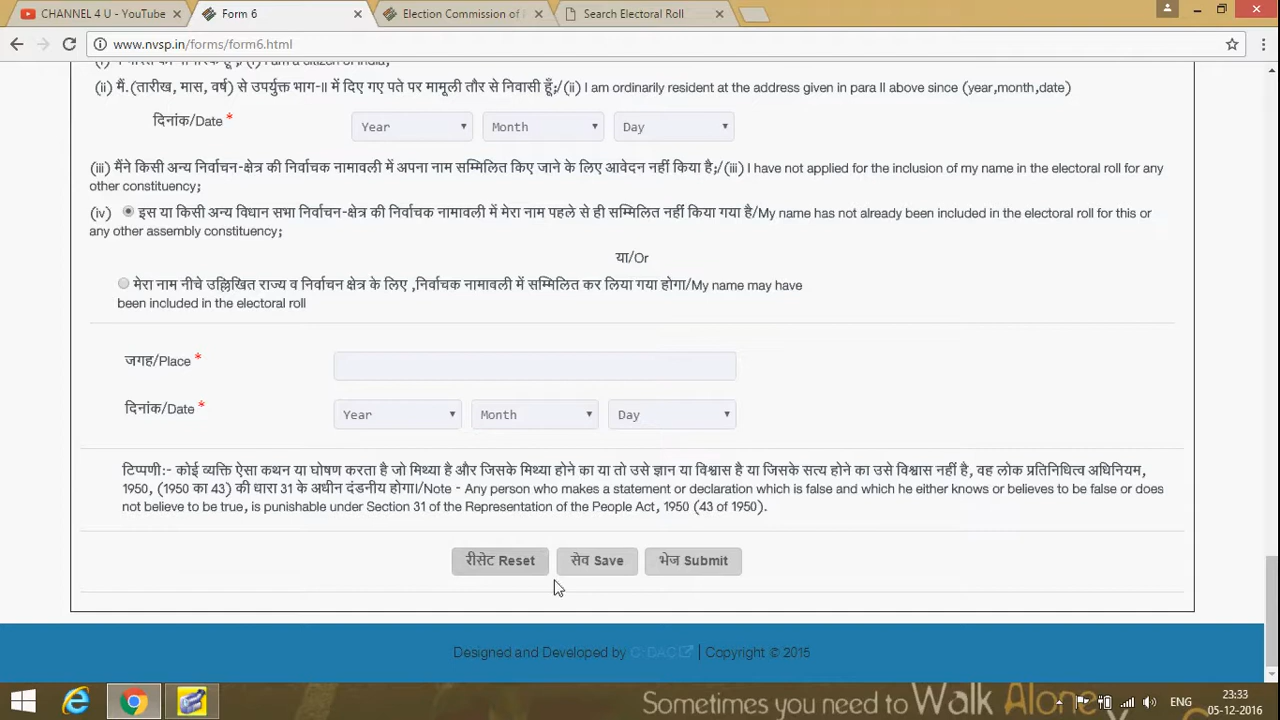 CHANNEL 4 U - YouTube
Form 6
Election Commission of
Search Electoral Roll
www.nvsp.in/forms/form6.html
(ii) मैं.(तारीख, मास, वर्ष) से उपर्युक्त भाग-II में दिए गए पते पर मामूली तौर से निवासी हूँ;/(ii) I am ordinarily resident at the address given in para II above since (year,month,date)
दिनांक/Date * Year Month Day
(iii) मैंने किसी अन्य निर्वाचन-क्षेत्र की निर्वाचक नामावली में अपना नाम सम्मिलित किए जाने के लिए आवेदन नहीं किया है;/(iii) I have not applied for the inclusion of my name in the electoral roll for any
other constituency;
(iv) इस या किसी अन्य विधान सभा निर्वाचन-क्षेत्र की निर्वाचक नामावली में मेरा नाम पहले से ही सम्मिलित नहीं किया गया है/My name has not already been included in the electoral roll for this or
any other assembly constituency;
या/Or
मेरा नाम नीचे उल्लिखित राज्य व निर्वाचन क्षेत्र के लिए ,निर्वाचक नामावली में सम्मिलित कर लिया गया होगा/My name may have
been included in the electoral roll
जगह/Place *
दिनांक/Date * Year Month Day
टिप्पणी:- कोई व्यक्ति ऐसा कथन या घोषण करता है जो मिथ्या है और जिसके मिथ्या होने का या तो उसे ज्ञान या विश्वास है या जिसके सत्य होने का उसे विश्वास नहीं है, वह लोक प्रतिनिधित्व अधिनियम,
1950, (1950 का 43) की धारा 31 के अधीन दंडनीय होगा।/Note - Any person who makes a statement or declaration which is false and which he either knows or believes to be false or does
not believe to be true, is punishable under Section 31 of the Representation of the People Act, 1950 (43 of 1950).
रीसेट Reset सेव Save भेज Submit
Designed and Developed by C-DAC | Copyright © 2015
Sometimes you need to Walk Alone
ENG
23:33
05-12-2016